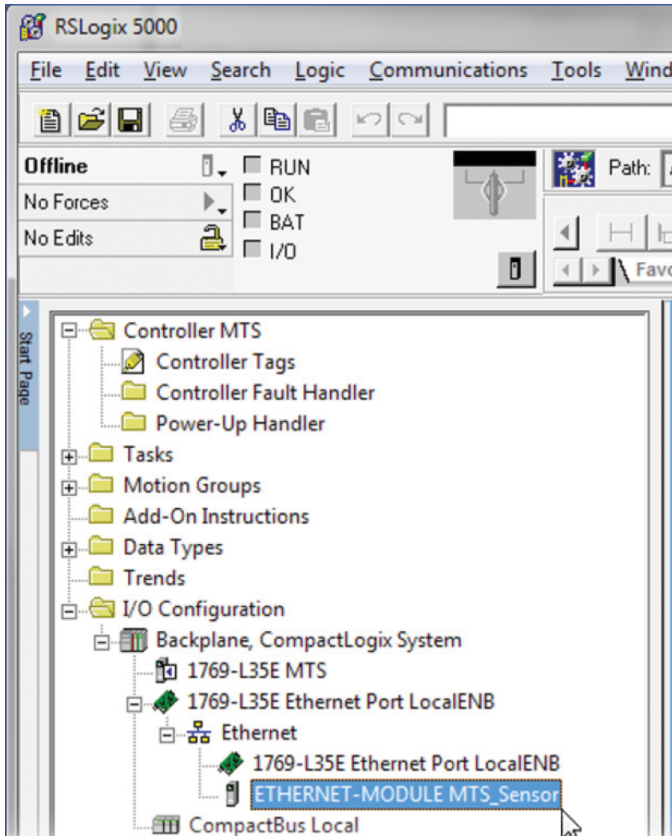 RSLogix 5000
File Edit View Search Logic Communications Tools Wind
Offline RUN Path:
No Forces OK
No Edits BAT
I/O
Favo
Start Page
Controller MTS
Controller Tags
Controller Fault Handler
Power-Up Handler
Tasks
Motion Groups
Add-On Instructions
Data Types
Trends
I/O Configuration
Backplane, CompactLogix System
1769-L35E MTS
1769-L35E Ethernet Port LocalENB
Ethernet
1769-L35E Ethernet Port LocalENB
ETHERNET-MODULE MTS_Sensor
CompactBus Local